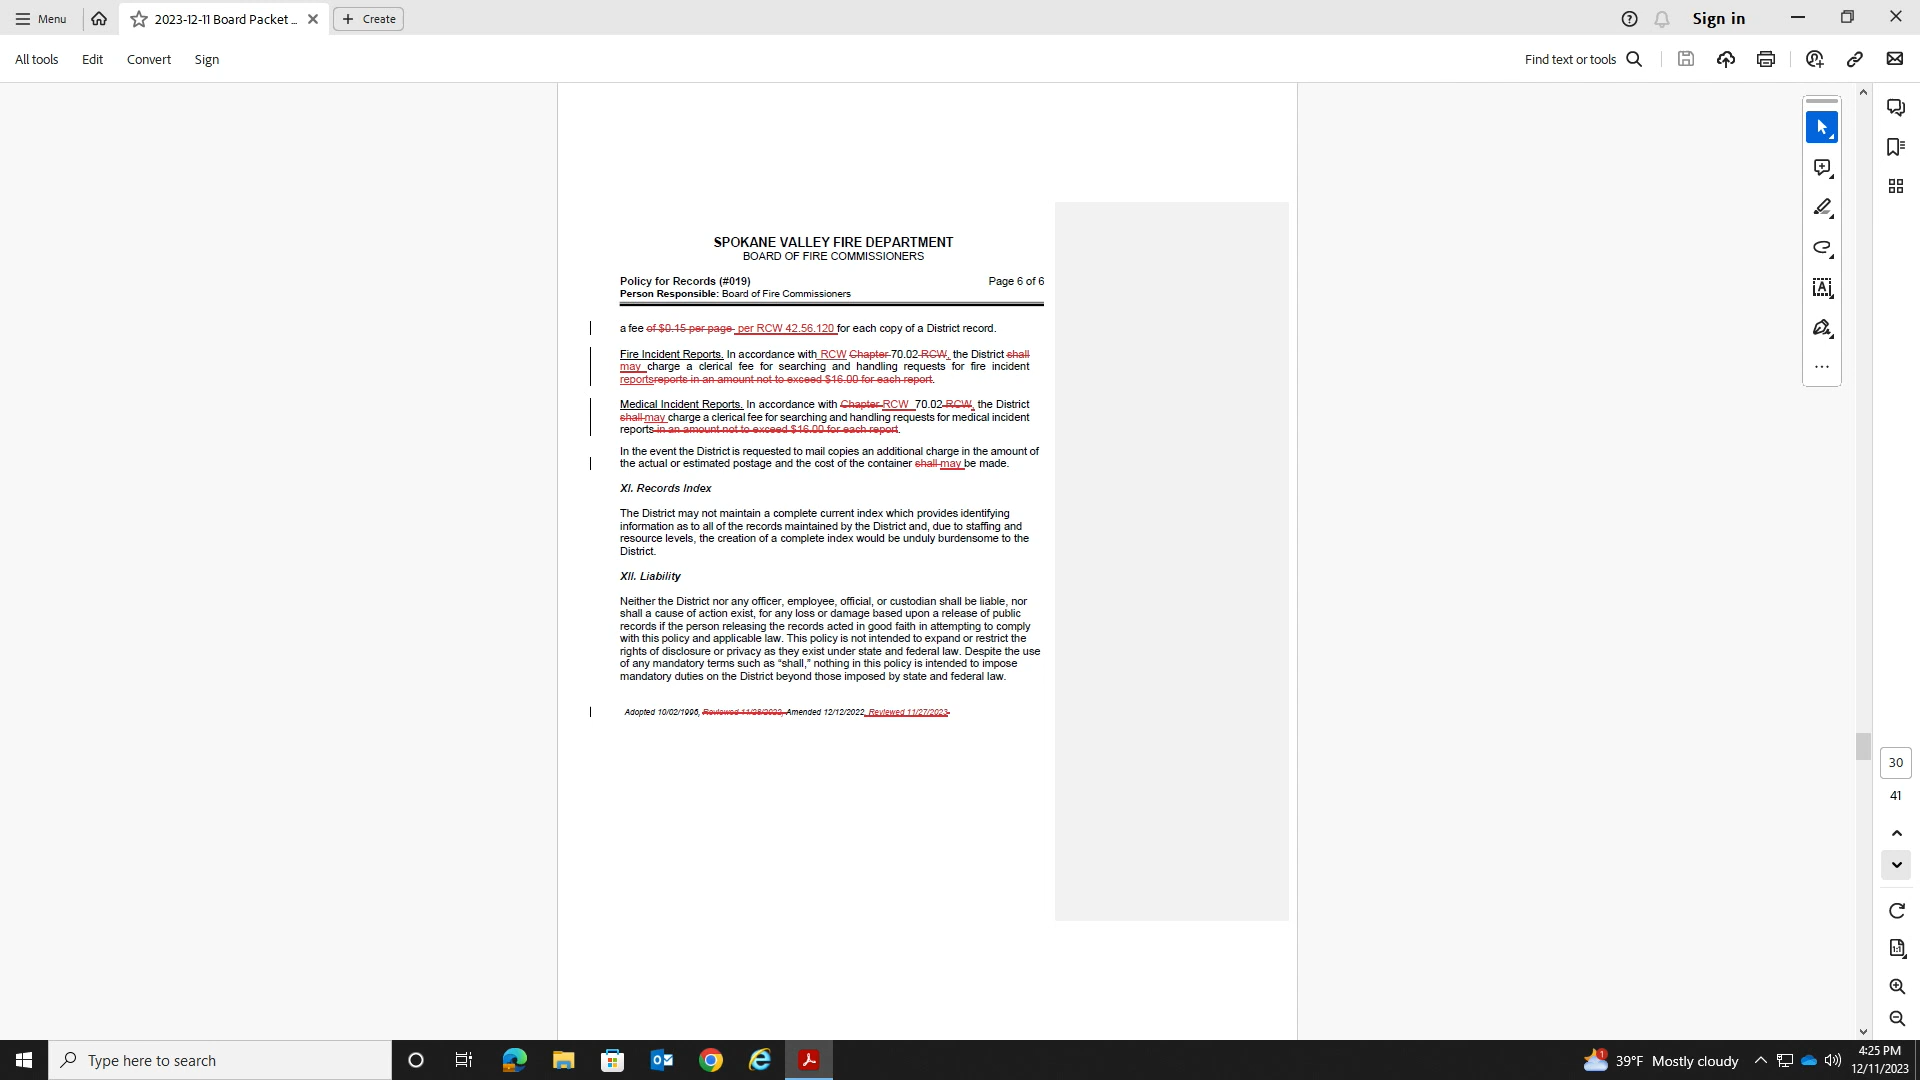 Menu
2023-12-11 Board Packet ...
Create
Sign in
All tools
Edit
Convert
Sign
Find text or tools
SPOKANE VALLEY FIRE DEPARTMENT
BOARD OF FIRE COMMISSIONERS
Policy for Records (#019) Page 6 of 6
Person Responsible: Board of Fire Commissioners
a fee of $0.15 per page per RCW 42.56.120 for each copy of a District record.
Fire Incident Reports. In accordance with RCW Chapter 70.02 RCW, the District shall
may charge a clerical fee for searching and handling requests for fire incident
reportsreports in an amount not to exceed $16.00 for each report.
Medical Incident Reports. In accordance with Chapter RCW 70.02 RCW, the District
shall may charge a clerical fee for searching and handling requests for medical incident
reports in an amount not to exceed $16.00 for each report.
In the event the District is requested to mail copies an additional charge in the amount of
the actual or estimated postage and the cost of the container shall may be made.
XI. Records Index
The District may not maintain a complete current index which provides identifying
information as to all of the records maintained by the District and, due to staffing and
resource levels, the creation of a complete index would be unduly burdensome to the
District.
XII. Liability
Neither the District nor any officer, employee, official, or custodian shall be liable, nor
shall a cause of action exist, for any loss or damage based upon a release of public
records if the person releasing the records acted in good faith in attempting to comply
with this policy and applicable law. This policy is not intended to expand or restrict the
rights of disclosure or privacy as they exist under state and federal law. Despite the use
of any mandatory terms such as “shall,” nothing in this policy is intended to impose
mandatory duties on the District beyond those imposed by state and federal law.
Adopted 10/02/1996, Reviewed 11/28/2022, Amended 12/12/2022, Reviewed 11/27/2023
30
41
Type here to search
39°F Mostly cloudy
4:25 PM
12/11/2023